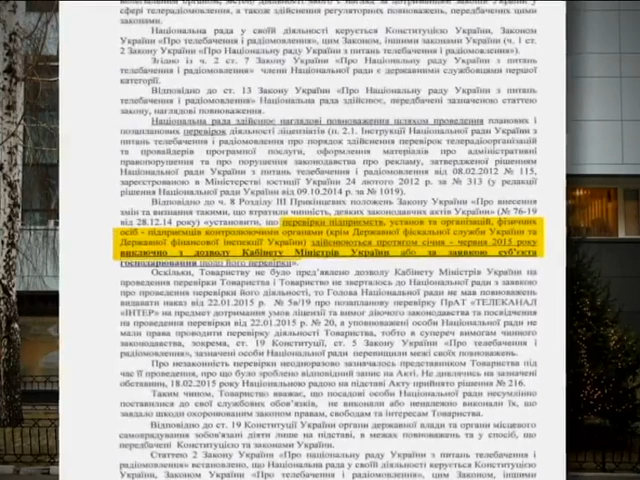 сфері телерадіомовлення, а також здійснення регуляторних повноважень, передбачених цими
законами.
Національна рада у своїй діяльності керується Конституцією України, Законом
України «Про телебачення і радіомовлення», цим Законом, іншими законами України (ч. 1 ст.
2 Закону України «Про Національну раду України з питань телебачення і радіомовлення»).
Згідно із ч. 2 ст. 7 Закону України «Про Національну раду України з питань
телебачення і радіомовлення» члени Національної ради є державними службовцями першої
категорії.
Відповідно до ст. 13 Закону України «Про Національну раду України з питань
телебачення і радіомовлення» Національна рада здійснює, передбачені зазначеною статтею
закону, наглядові повноваження.
Національна рада здійснює наглядові повноваження шляхом проведення планових і
позапланових перевірок діяльності ліцензіатів (п. 2.1. Інструкції Національної ради України з
питань телебачення і радіомовлення про порядок здійснення перевірок телерадіоорганізацій
та провайдерів програмної послуги, оформлення матеріалів про адміністративні
правопорушення та про порушення законодавства про рекламу, затвердженої рішенням
Національної ради України з питань телебачення і радіомовлення від 08.02.2012 № 115,
зареєстрованою в Міністерстві юстиції України 24 лютого 2012 р. за № 313 (у редакції
рішення Національної ради України від 09.10.2014 р. за № 1019).
Відповідно до ч. 8 Розділу III Прикінцевих положень Закону України «Про внесення
змін та визнання такими, що втратили чинність, деяких законодавчих актів України» (№ 76-19
від 28.12.14 року) «установити, що перевірки підприємств, установ та організацій, фізичних
осіб - підприємців контролюючими органами (крім Державної фіскальної служби України та
Державної фінансової інспекції України) здійснюються протягом січня - червня 2015 року
виключно з дозволу Кабінету Міністрів України або за заявкою суб'єкта
господарювання щодо його перевірки».
Оскільки, Товариству не було пред'явлено дозволу Кабінету Міністрів України на
проведення перевірки Товариства і Товариство не зверталось до Національної ради з заявкою
про проведення перевірки його діяльності, то Голова Національної ради не мав повноважень
видавати наказ від 22.01.2015 р. № 5в/19 про позапланову перевірку ПрАТ «ТЕЛЕКАНАЛ
«ІНТЕР» на предмет дотримання умов ліцензії та вимог діючого законодавства та посвідчення
на проведення перевірки від 22.01.2015 р. № 20, а уповноважені особи Національної ради не
мали права проводити перевірку діяльності Товариства, тобто в супереч вимогам чинного
законодавства, зокрема, ст. 19 Конституції, ст. 5 Закону України «Про телебачення і
радіомовлення», зазначені особи Національної ради перевищили межі своїх повноважень.
Про незаконність перевірки неодноразово зазначалось представником Товариства під
час її проведення, про що було зроблено відповідний запис на Акті. Не дивлячись на зазначені
обставини, 18.02.2015 року Національною радою на підставі Акту прийнято рішення № 216.
Таким чином, Товариство вважає, що посадові особи Національної ради несумлінно
поставилися до свої службових обов'язків, не виконали або неналежно виконали їх, що
завдало шкоди охоронюваним законом правам, свободам та інтересам Товариства.
Відповідно до ст. 19 Конституції України органи державної влади та органи місцевого
самоврядування зобов'язані діяти лише на підставі, в межах повноважень та у спосіб, що
передбачені Конституцією та законами України.
Статтею 2 Закону України «Про національну раду України з питань телебачення і
радіомовлення» встановлено, що Національна рада у своїй діяльності керується Конституцією
України, Законом України «Про телебачення і радіомовлення», цим Законом, іншими